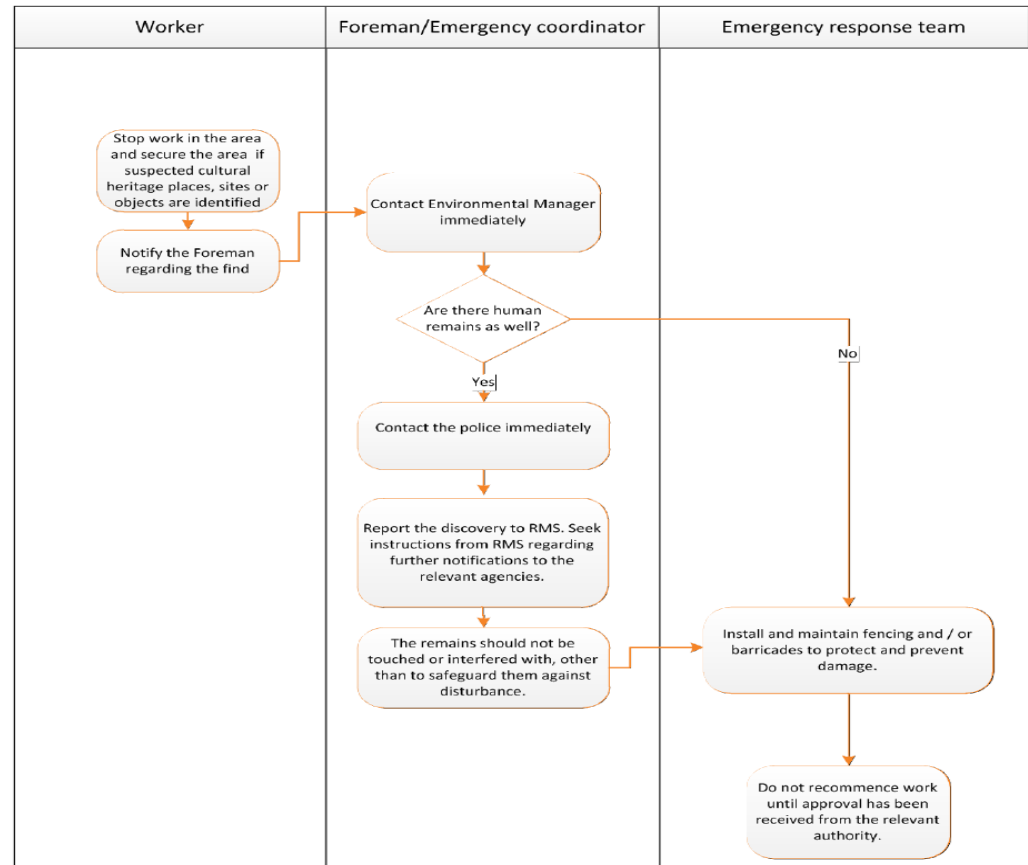 Worker
Foreman/Emergency coordinator
Emergency response team
Stop work in the area
and secure the area if
suspected cultural
heritage places, sites or
objects are identified
Notify the Foreman
regarding the find
Contact Environmental Manager
immediately
Are there human
remains as well?
No
Yes
Contact the police immediately
Report the discovery to RMS. Seek
instructions from RMS regarding
further notifications to the
relevant agencies.
The remains should not be
touched or interfered with, other
than to safeguard them against
disturbance.
Install and maintain fencing and / or
barricades to protect and prevent
damage.
Do not recommence work
until approval has been
received from the relevant
authority.